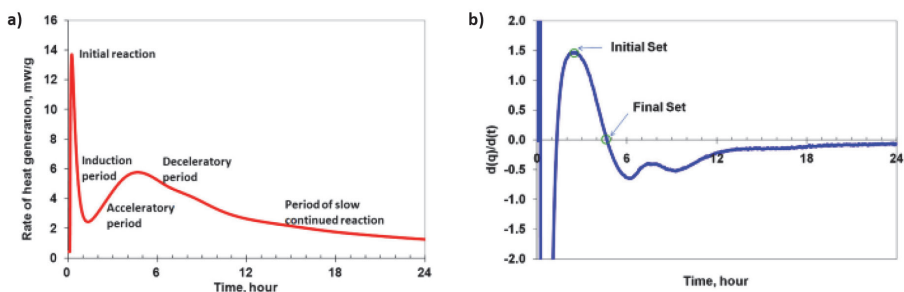 a)
Rate of heat generation, mw/g
16
14
12
10
8
6
4
2
0
Initial reaction
Induction
period
Acceleratory
period
Deceleratory
period
Period of slow
continued reaction
0 6 12 18 24
Time, hour
b)
d(q)/d(t)
2.0
1.5
1.0
0.5
0.0
-0.5
-1.0
-1.5
-2.0
Initial Set
Final Set
0 6 12 18 24
Time, hour